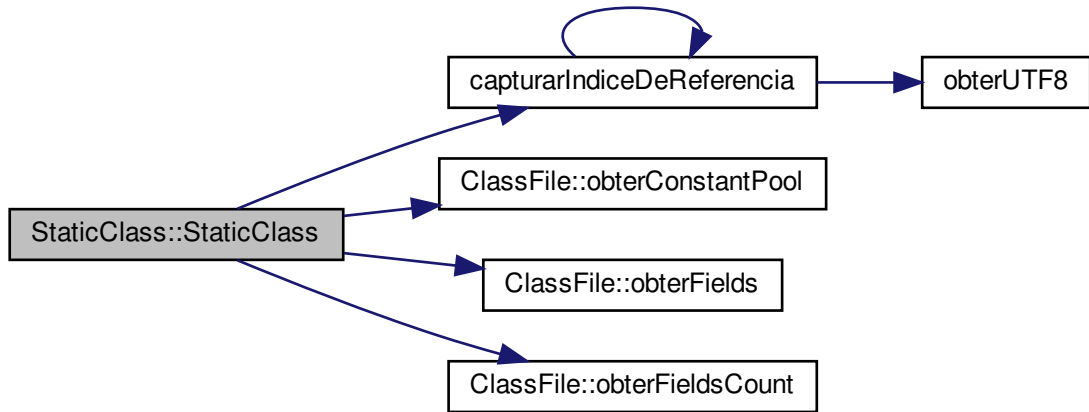 capturarIndiceDeReferencia
obterUTF8
ClassFile::obterConstantPool
StaticClass::StaticClass
ClassFile::obterFields
ClassFile::obterFieldsCount